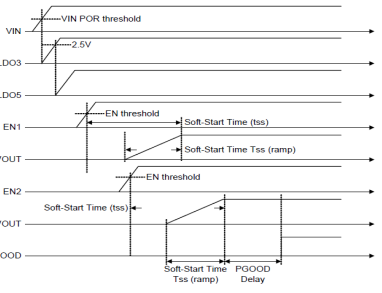 VIN POR threshold
VIN
2.5V
LDO3
LDO5
EN threshold
EN1
Soft-Start Time (tss)
Soft-Start Time Tss (ramp)
VOUT
EN threshold
EN2
Soft-Start Time (tss)
VOUT
OOD
Soft-Start Time
Tss (ramp)
PGOOD
Delay